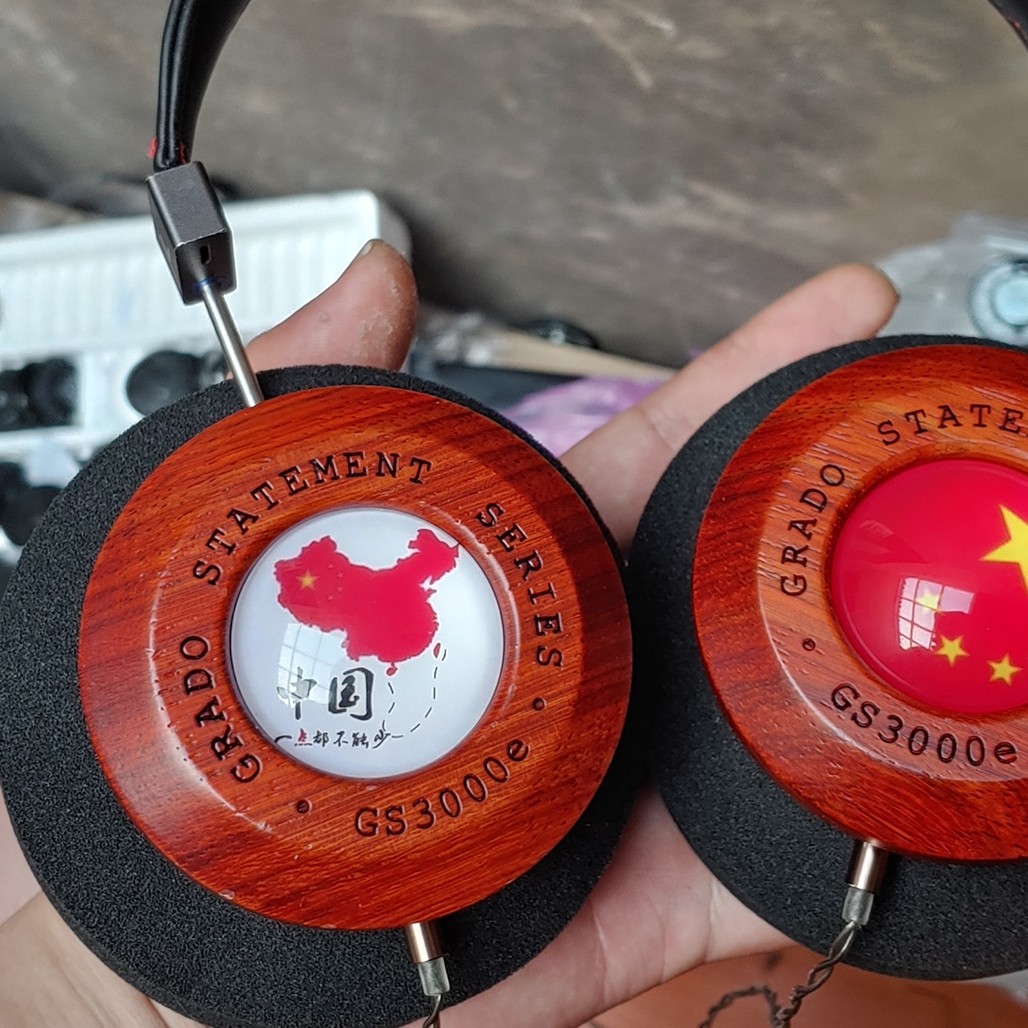 GRADO STATEMENT SERIES
中国
一点都不能少
GS3000e
GRADO STATE
GS3000e